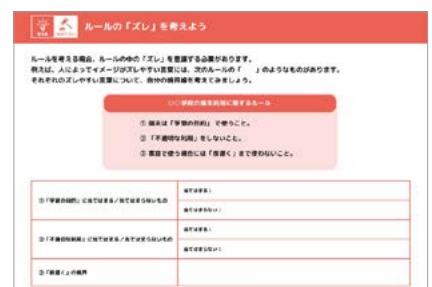 ルールの「ズレ」を考えよう
ルールを考える場合、ルールの中の「ズレ」を意識する必要があります。
例えば、人によってイメージがズレやすい言葉には、次のルールの「　　」のようなものがあります。
それぞれのズレやすい言葉について、自分の境界線を考えてみましょう。
○○学校の端末利用に関するルール
① 端末は「学習の目的」で使うこと。
② 「不適切な利用」をしないこと。
③ 家庭で使う場合には「夜遅く」まで使わないこと。
①「学習の目的」に当てはまる／当てはまらないもの
当てはまる：
当てはまらない：
②「不適切な利用」に当てはまる／当てはまらないもの
当てはまる：
当てはまらない：
③「夜遅く」の境界